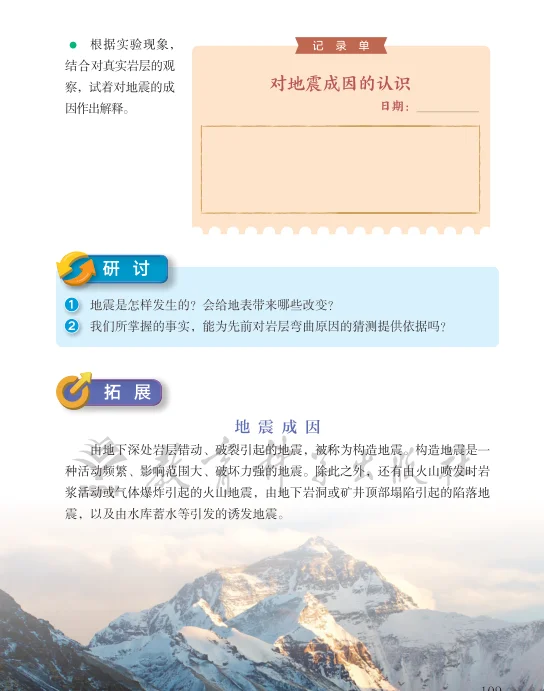 ● 根据实验现象，
结合对真实岩层的观
察，试着对地震的成
因作出解释。
记 录 单
对地震成因的认识
日期：
研 讨
1 地震是怎样发生的？会给地表带来哪些改变？
2 我们所掌握的事实，能为先前对岩层弯曲原因的猜测提供依据吗？
拓 展
地 震 成 因
由地下深处岩层错动、破裂引起的地震，被称为构造地震。构造地震是一
种活动频繁、影响范围大、破坏力强的地震。除此之外，还有由火山喷发时岩
浆活动或气体爆炸引起的火山地震，由地下岩洞或矿井顶部塌陷引起的陷落地
震，以及由水库蓄水等引发的诱发地震。
教育科学出版社